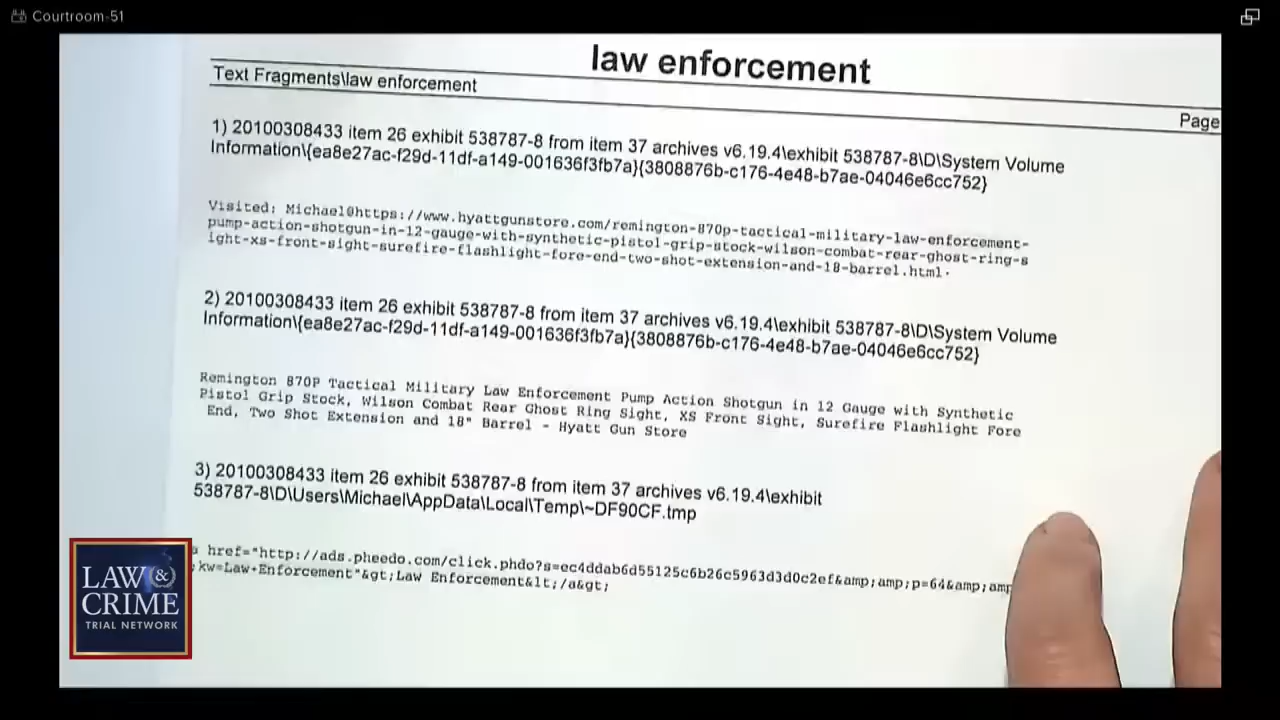 Courtroom-51
law enforcement
Text Fragments\law enforcement
Page
1) 20100308433 item 26 exhibit 538787-8 from item 37 archives v6.19.4\exhibit 538787-8\D\System Volume
Information\{ea8e27ac-f29d-11df-a149-001636f3fb7a}{3808876b-c176-4e48-b7ae-04046e6cc752}
Visited: Michael@https://www.hyattgunstore.com/remington-870p-tactical-military-law-enforcement-
pump-action-shotgun-in-12-gauge-with-synthetic-pistol-grip-stock-wilson-combat-rear-ghost-ring-s
ight-xs-front-sight-surefire-flashlight-fore-end-two-shot-extension-and-18-barrel.html·
2) 20100308433 item 26 exhibit 538787-8 from item 37 archives v6.19.4\exhibit 538787-8\D\System Volume
Information\{ea8e27ac-f29d-11df-a149-001636f3fb7a}{3808876b-c176-4e48-b7ae-04046e6cc752}
Remington 870P Tactical Military Law Enforcement Pump Action Shotgun in 12 Gauge with Synthetic
Pistol Grip Stock, Wilson Combat Rear Ghost Ring Sight, XS Front Sight, Surefire Flashlight Fore
End, Two Shot Extension and 18" Barrel - Hyatt Gun Store
3) 20100308433 item 26 exhibit 538787-8 from item 37 archives v6.19.4\exhibit
538787-8\D\Users\Michael\AppData\Local\Temp\~DF90CF.tmp
href="http://ads.pheedo.com/click.phdo?s=ec4ddab6d55125c6b26c5963d3d0c2ef&amp;amp;p=64&amp;amp
;kw=Law+Enforcement"&gt;Law Enforcement&lt;/a&gt;
LAW &
CRIME
TRIAL NETWORK